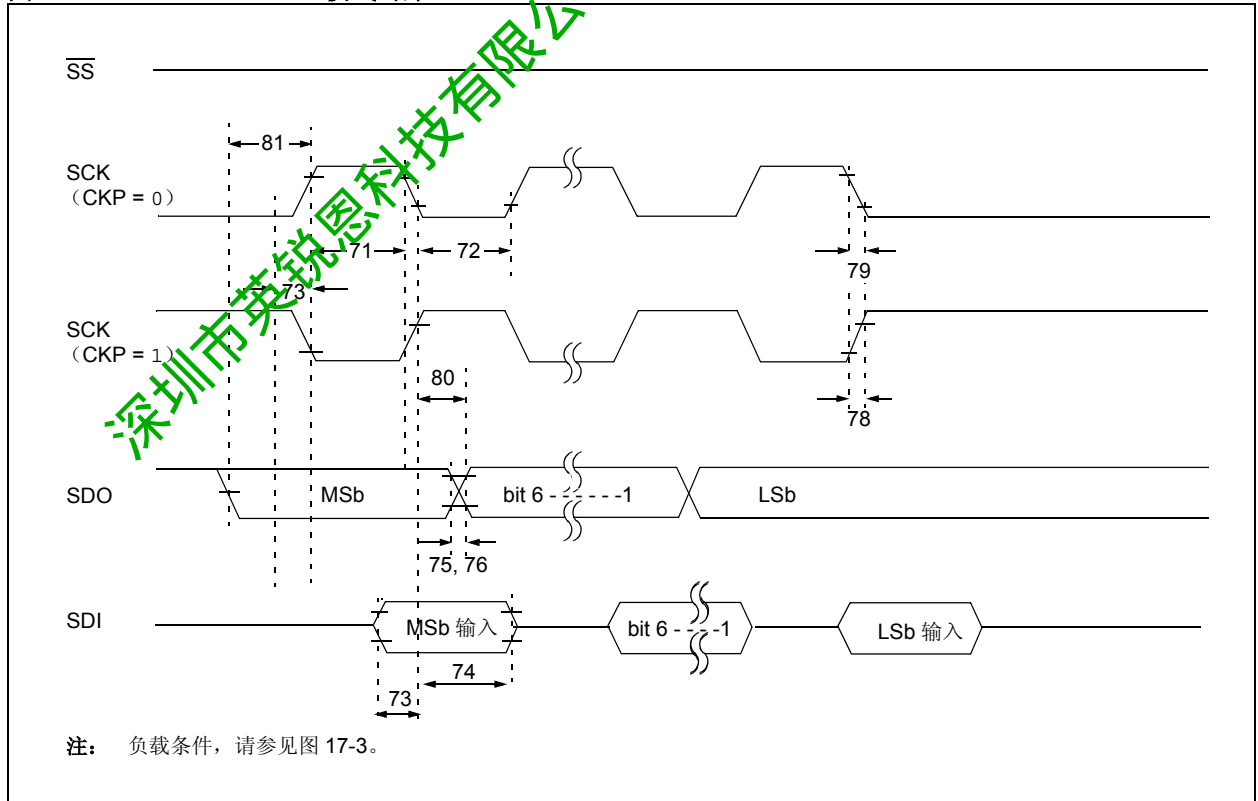 SS
81
SCK
（CKP = 0）
71
72
79
73
SCK
（CKP = 1）
80
78
SDO
MSb
bit 6 - - - - - - -1
LSb
75, 76
SDI
MSb 输入
bit 6 - - - -1
LSb 输入
74
73
注： 负载条件，请参见图 17-3。
深圳市英锐恩科技有限公